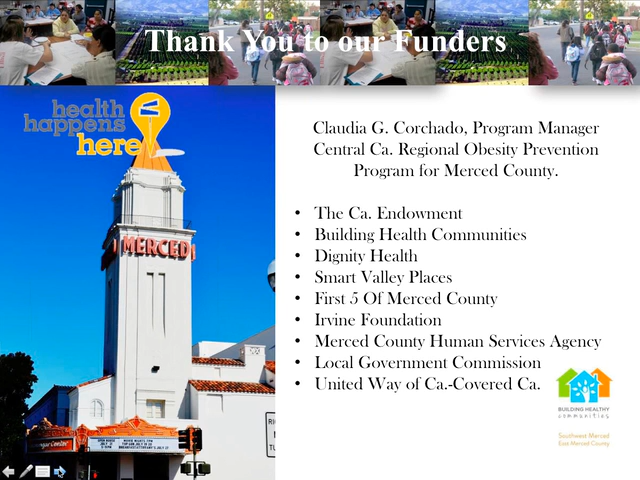 Thank You to our Funders
health
happens
here
Claudia G. Corchado, Program Manager
Central Ca. Regional Obesity Prevention
Program for Merced County.
• The Ca. Endowment
• Building Health Communities
• Dignity Health
• Smart Valley Places
• First 5 Of Merced County
• Irvine Foundation
• Merced County Human Services Agency
• Local Government Commission
• United Way of Ca.-Covered Ca.
MERCED
BUILDING HEALTHY
communities
Southwest Merced
East Merced County